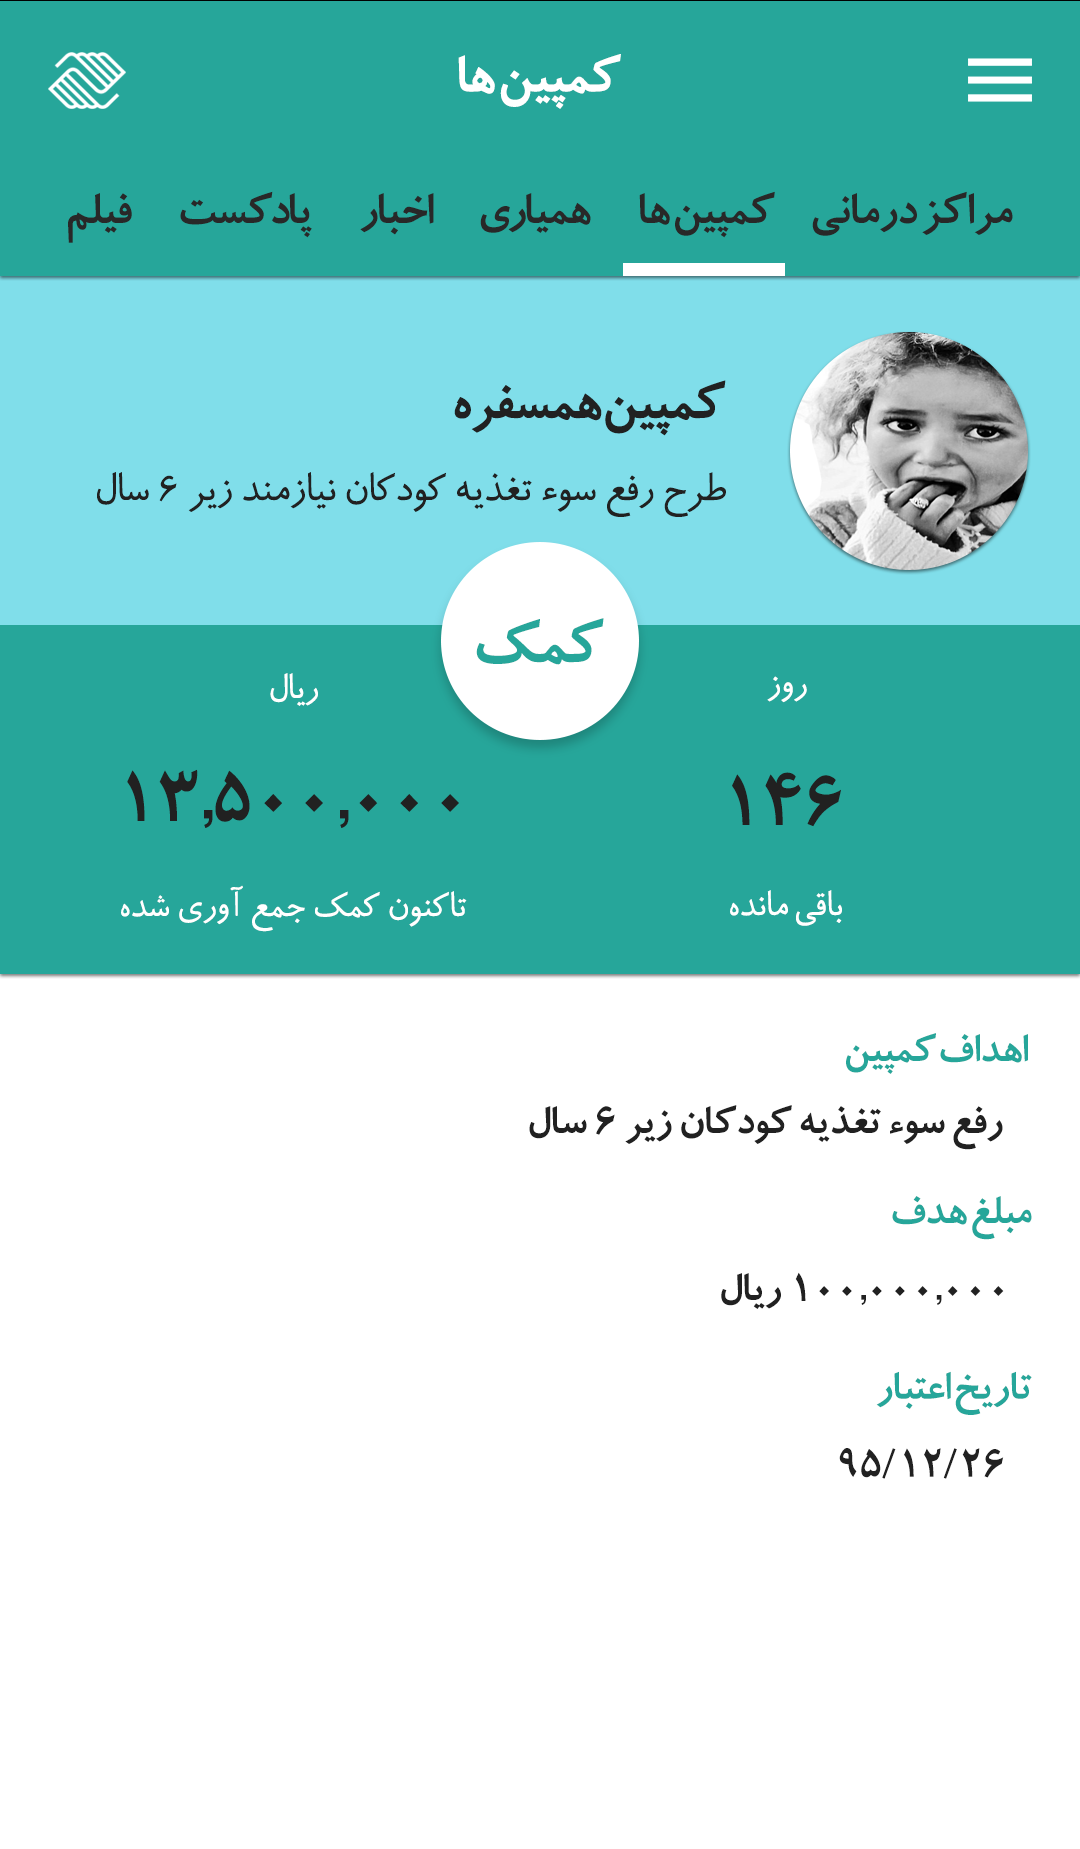 کمپین‌ها
مراکز درمانی کمپین‌ها همیاری اخبار پادکست فیلم
کمپین‌همسفره
طرح رفع سوء تغذیه کودکان نیازمند زیر ۶ سال
کمک
روز
ریال
۱۴۶
۱۳,۵۰۰,۰۰۰
باقی مانده
تاکنون کمک جمع آوری شده
اهداف کمپین
رفع سوء تغذیه کودکان زیر ۶ سال
مبلغ هدف
۱۰۰,۰۰۰,۰۰۰ ریال
تاریخ اعتبار
۹۵/۱۲/۲۶